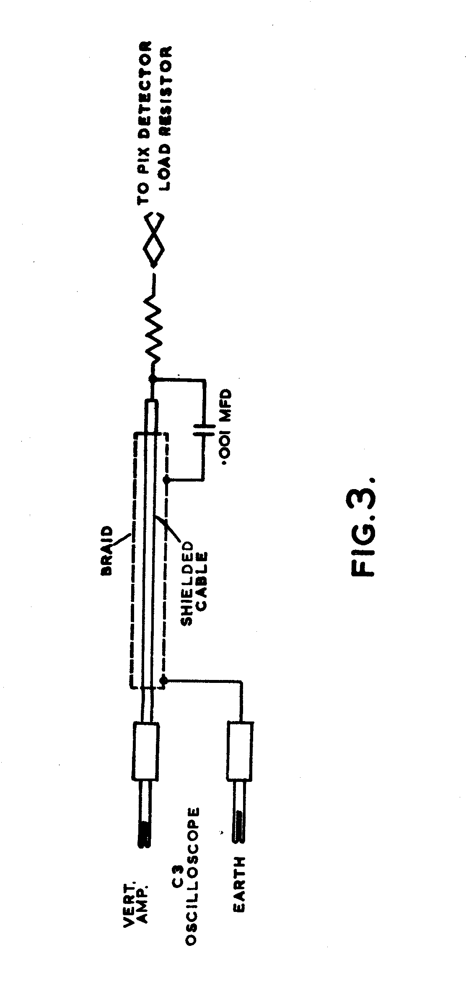 VERT.
AMP.
C3
OSCILLOSCOPE
EARTH
BRAID
SHIELDED
CABLE
.001 MFD
TO PIX DETECTOR
LOAD RESISTOR
FIG.3.